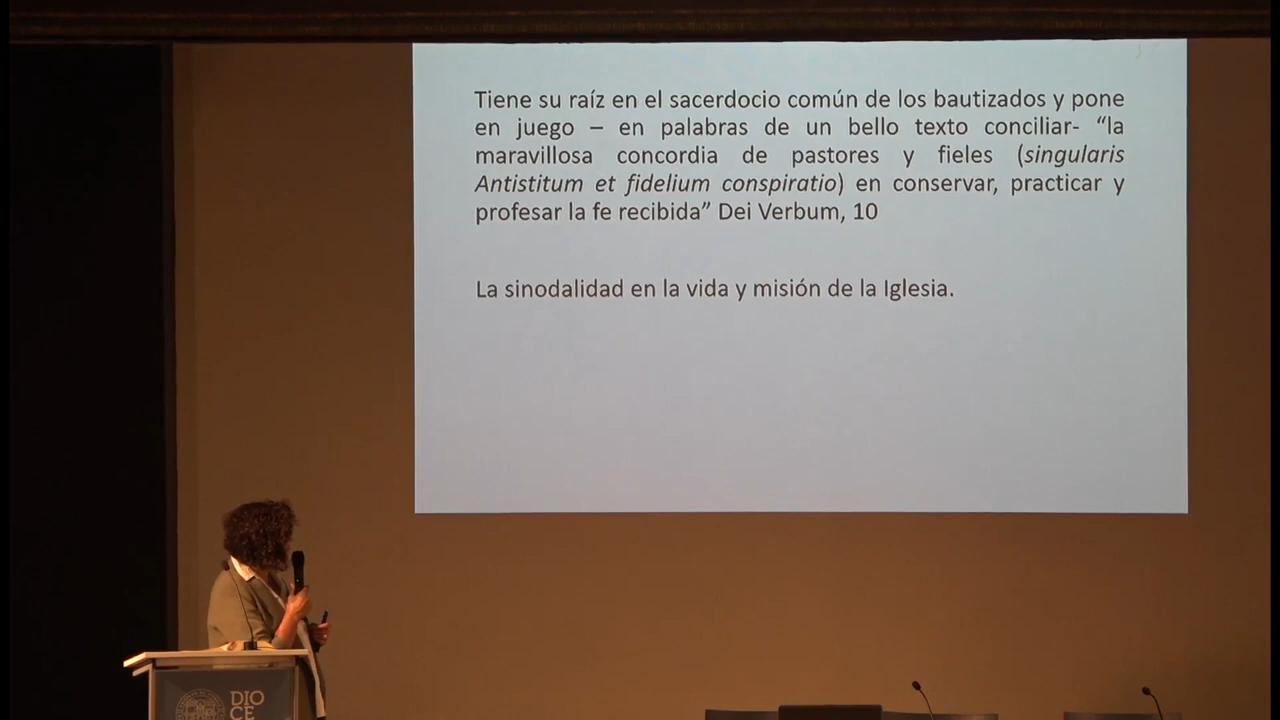 Tiene su raíz en el sacerdocio común de los bautizados y pone
en juego – en palabras de un bello texto conciliar- “la
maravillosa concordia de pastores y fieles (singularis
Antistitum et fidelium conspiratio) en conservar, practicar y
profesar la fe recibida” Dei Verbum, 10
La sinodalidad en la vida y misión de la Iglesia.
DIO
CE